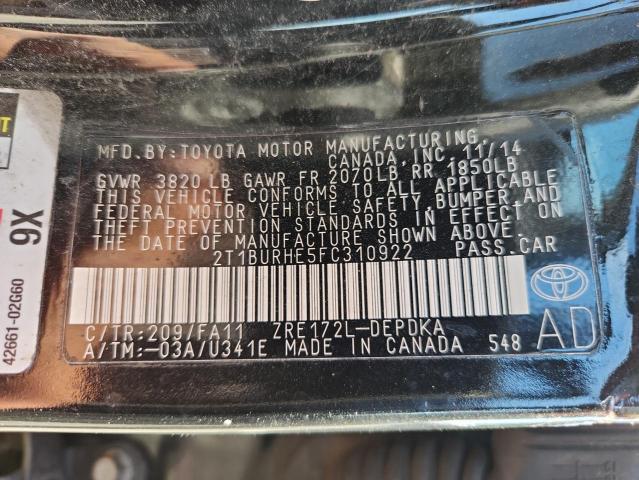 MFD.BY:TOYOTA MOTOR MANUFACTURING
CANADA, INC. 11/14
GVWR 3820 LB GAWR FR 2070LB RR 1850LB
THIS VEHICLE CONFORMS TO ALL APPLICABLE
FEDERAL MOTOR VEHICLE SAFETY, BUMPER, AND
THEFT PREVENTION STANDARDS IN EFFECT ON
THE DATE OF MANUFACTURE SHOWN ABOVE.
2T1BURHE5FC310922 PASS.CAR
C/TR:209/FA11 ZRE172L-DEPDKA
A/TM:-03A/U341E MADE IN CANADA 548
AD
9X
42661-02G60